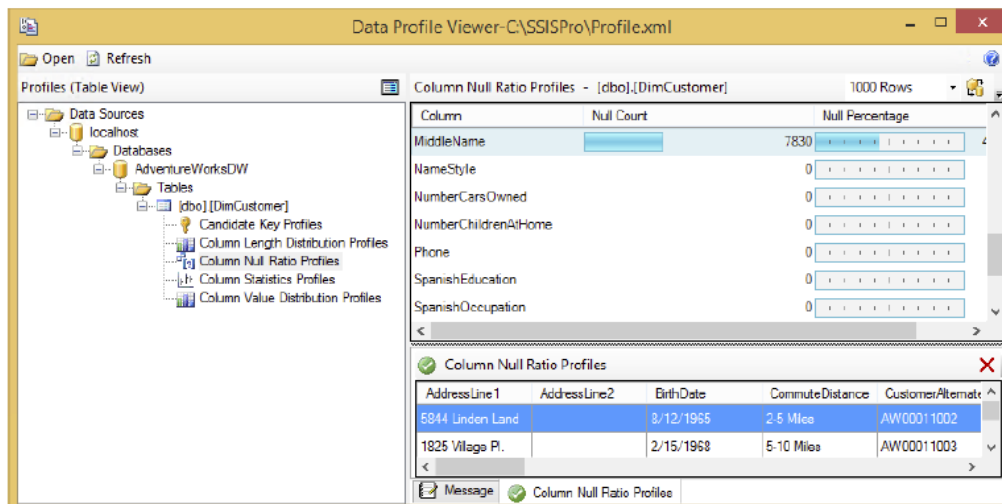 Data Profile Viewer-C:\SSISPro\Profile.xml
Open Refresh
Profiles (Table View)
Data Sources
localhost
Databases
AdventureWorksDW
Tables
[dbo].[DimCustomer]
Candidate Key Profiles
Column Length Distribution Profiles
Column Null Ratio Profiles
Column Statistics Profiles
Column Value Distribution Profiles
Column Null Ratio Profiles - [dbo].[DimCustomer] 1000 Rows
Column Null Count Null Percentage
MiddleName 7830 4
NameStyle 0
NumberCarsOwned 0
NumberChildrenAtHome 0
Phone 0
SpanishEducation 0
SpanishOccupation 0
Column Null Ratio Profiles
AddressLine1 AddressLine2 BirthDate CommuteDistance CustomerAlternate
5844 Linden Land 8/12/1965 2-5 Miles AW00011002
1825 Village Pl. 2/15/1968 5-10 Miles AW00011003
Message Column Null Ratio Profiles